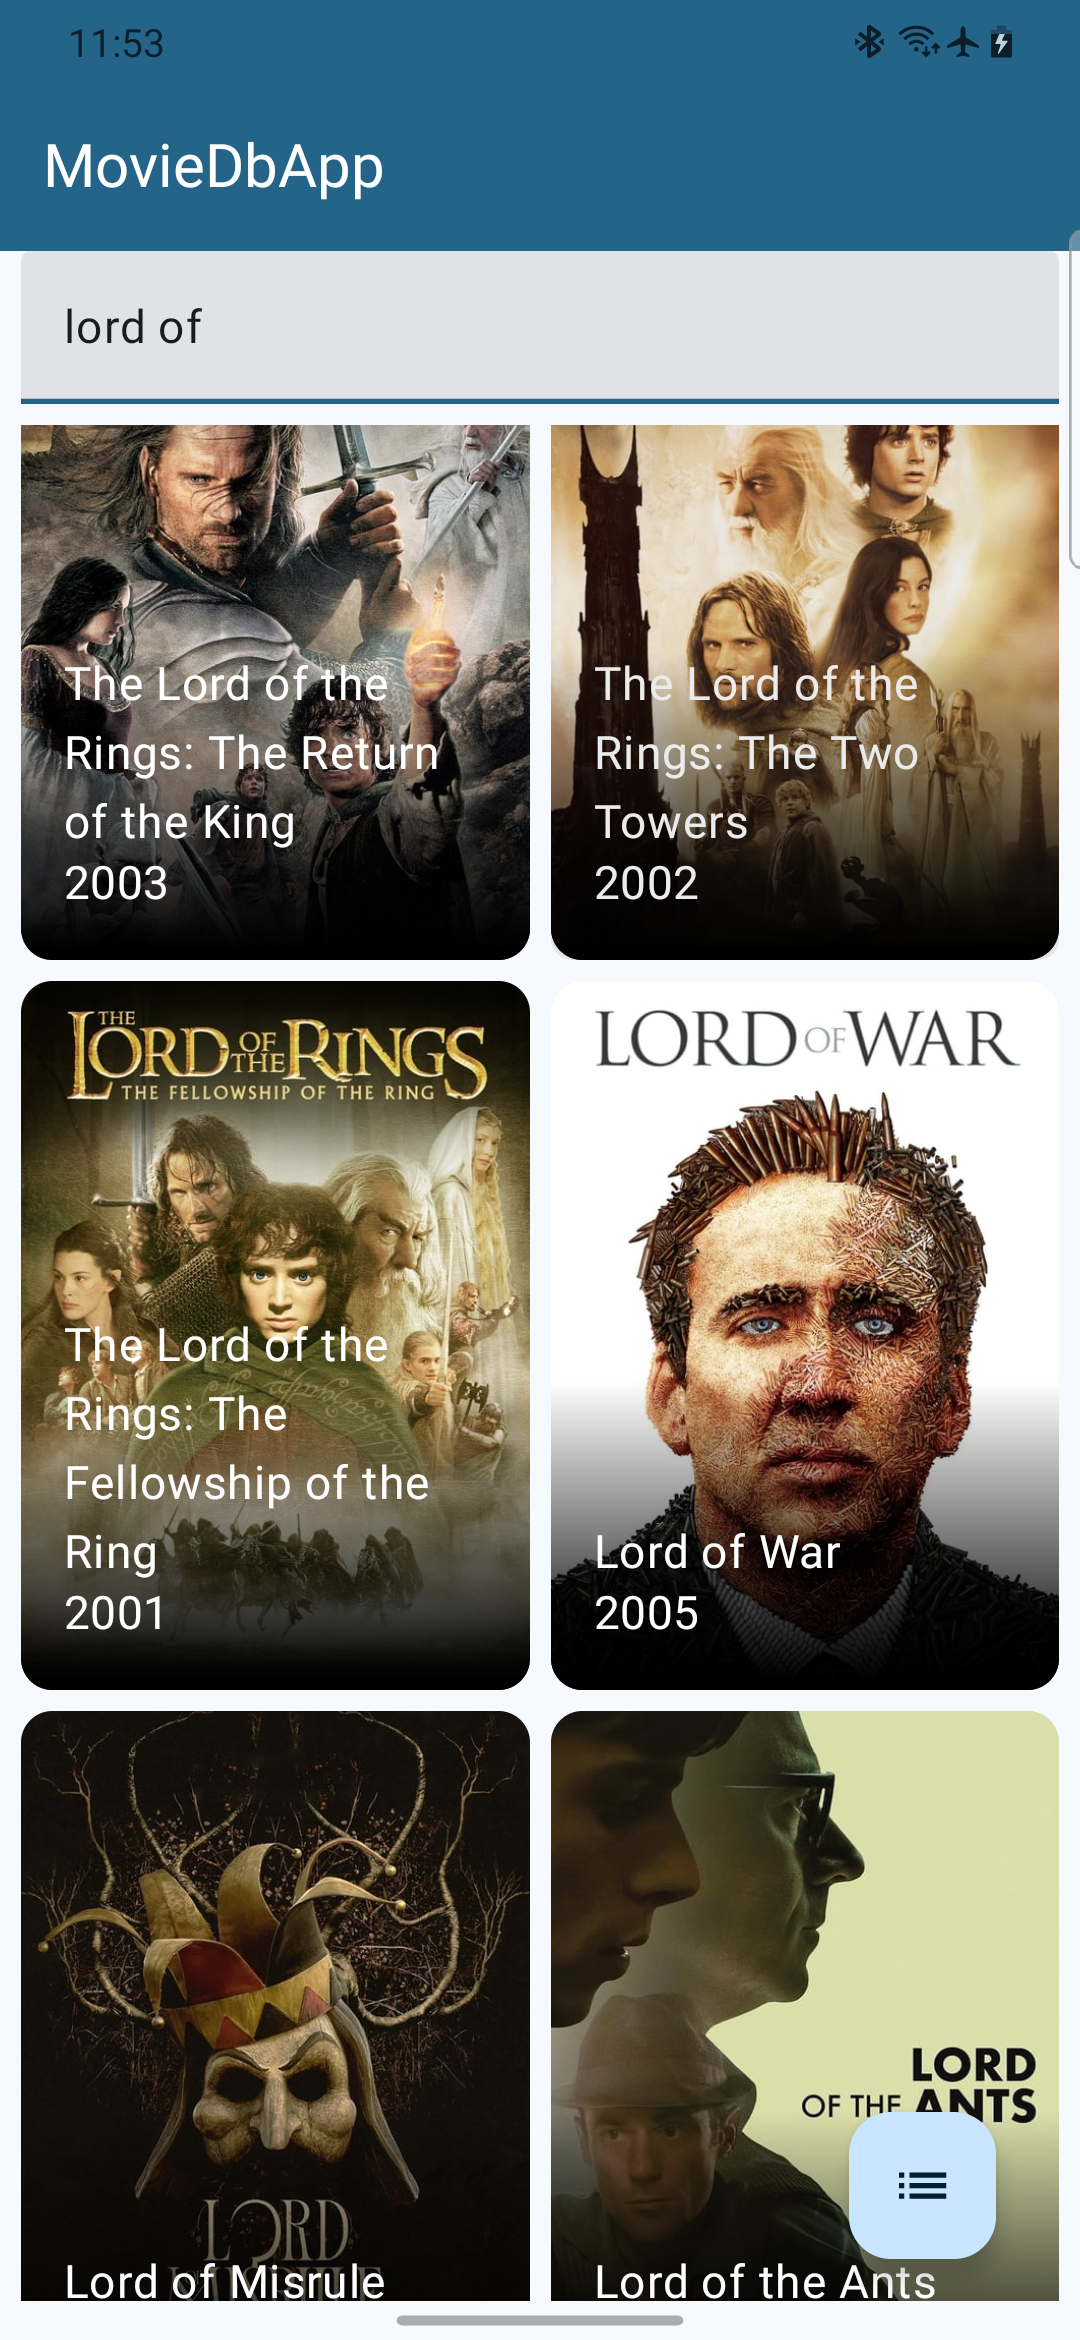 11:53
MovieDbApp
lord of
The Lord of the
Rings: The Return
of the King
2003
The Lord of the
Rings: The Two
Towers
2002
THE
LORD OF THE RINGS
THE FELLOWSHIP OF THE RING
The Lord of the
Rings: The
Fellowship of the
Ring
2001
LORD OF WAR
Lord of War
2005
LORD
Lord of Misrule
LORD
OF THE ANTS
Lord of the Ants